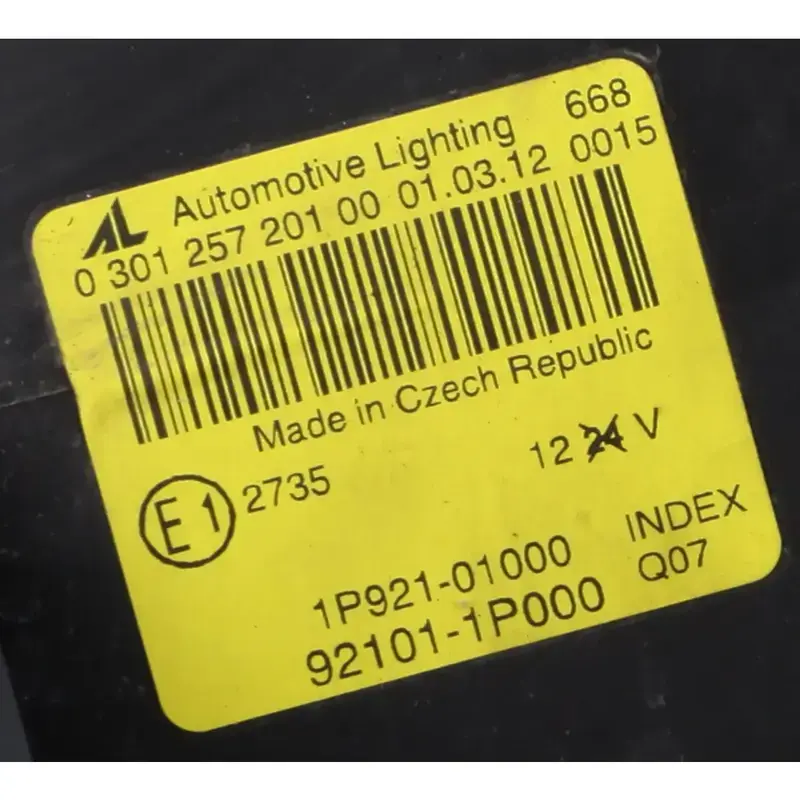 AL Automotive Lighting 668
0 301 257 201 00 01.03.12 0015
Made in Czech Republic
E1 2735 12 24 V
1P921-01000 INDEX
92101-1P000 Q07